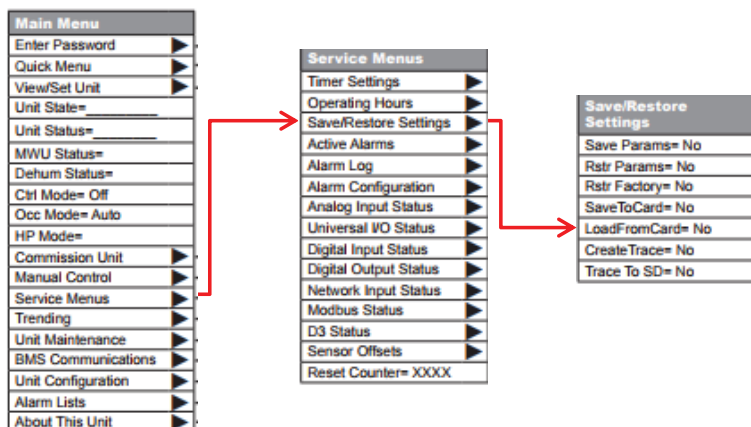 Main Menu
Enter Password
Quick Menu
View/Set Unit
Unit State=_________
Unit Status=________
MWU Status=
Dehum Status=
Ctrl Mode= Off
Occ Mode= Auto
HP Mode=
Commission Unit
Manual Control
Service Menus
Trending
Unit Maintenance
BMS Communications
Unit Configuration
Alarm Lists
About This Unit
Service Menus
Timer Settings
Operating Hours
Save/Restore Settings
Active Alarms
Alarm Log
Alarm Configuration
Analog Input Status
Universal I/O Status
Digital Input Status
Digital Output Status
Network Input Status
Modbus Status
D3 Status
Sensor Offsets
Reset Counter= XXXX
Save/Restore
Settings
Save Params= No
Rstr Params= No
Rstr Factory= No
SaveToCard= No
LoadFromCard= No
CreateTrace= No
Trace To SD= No